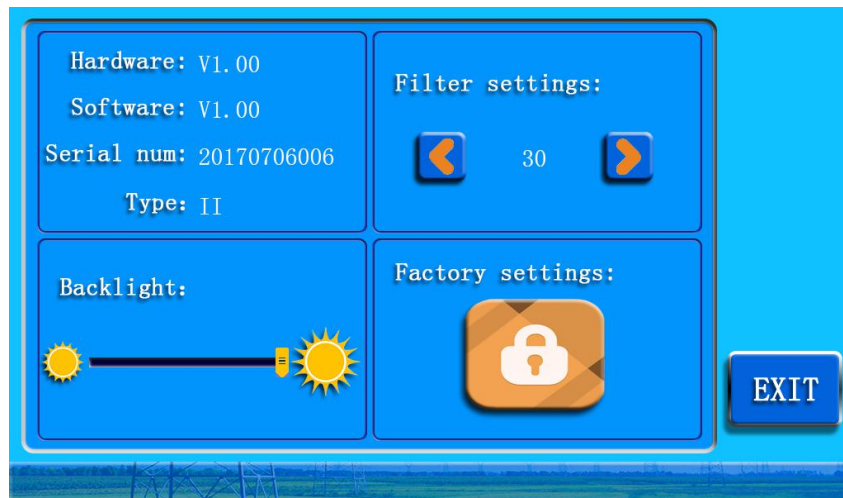 Hardware: V1.00
Software: V1.00
Serial num: 20170706006
Type: II
Filter settings:
30
Backlight:
Factory settings:
EXIT